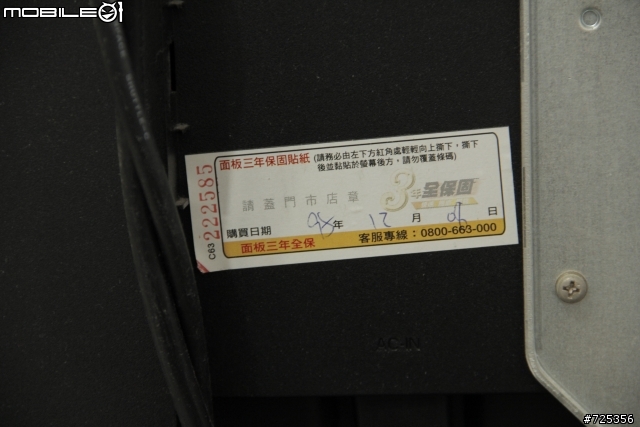 MOBILE01
面板三年保固貼紙 (請務必由左下方紅角處輕輕向上撕下，撕下
後並黏貼於螢幕後方，請勿覆蓋條碼)
C63 222585
請蓋門市店章
3年全保固
購買日期 98年 12 月 06 日
面板三年全保 客服專線：0800-663-000
AC-IN
#725356